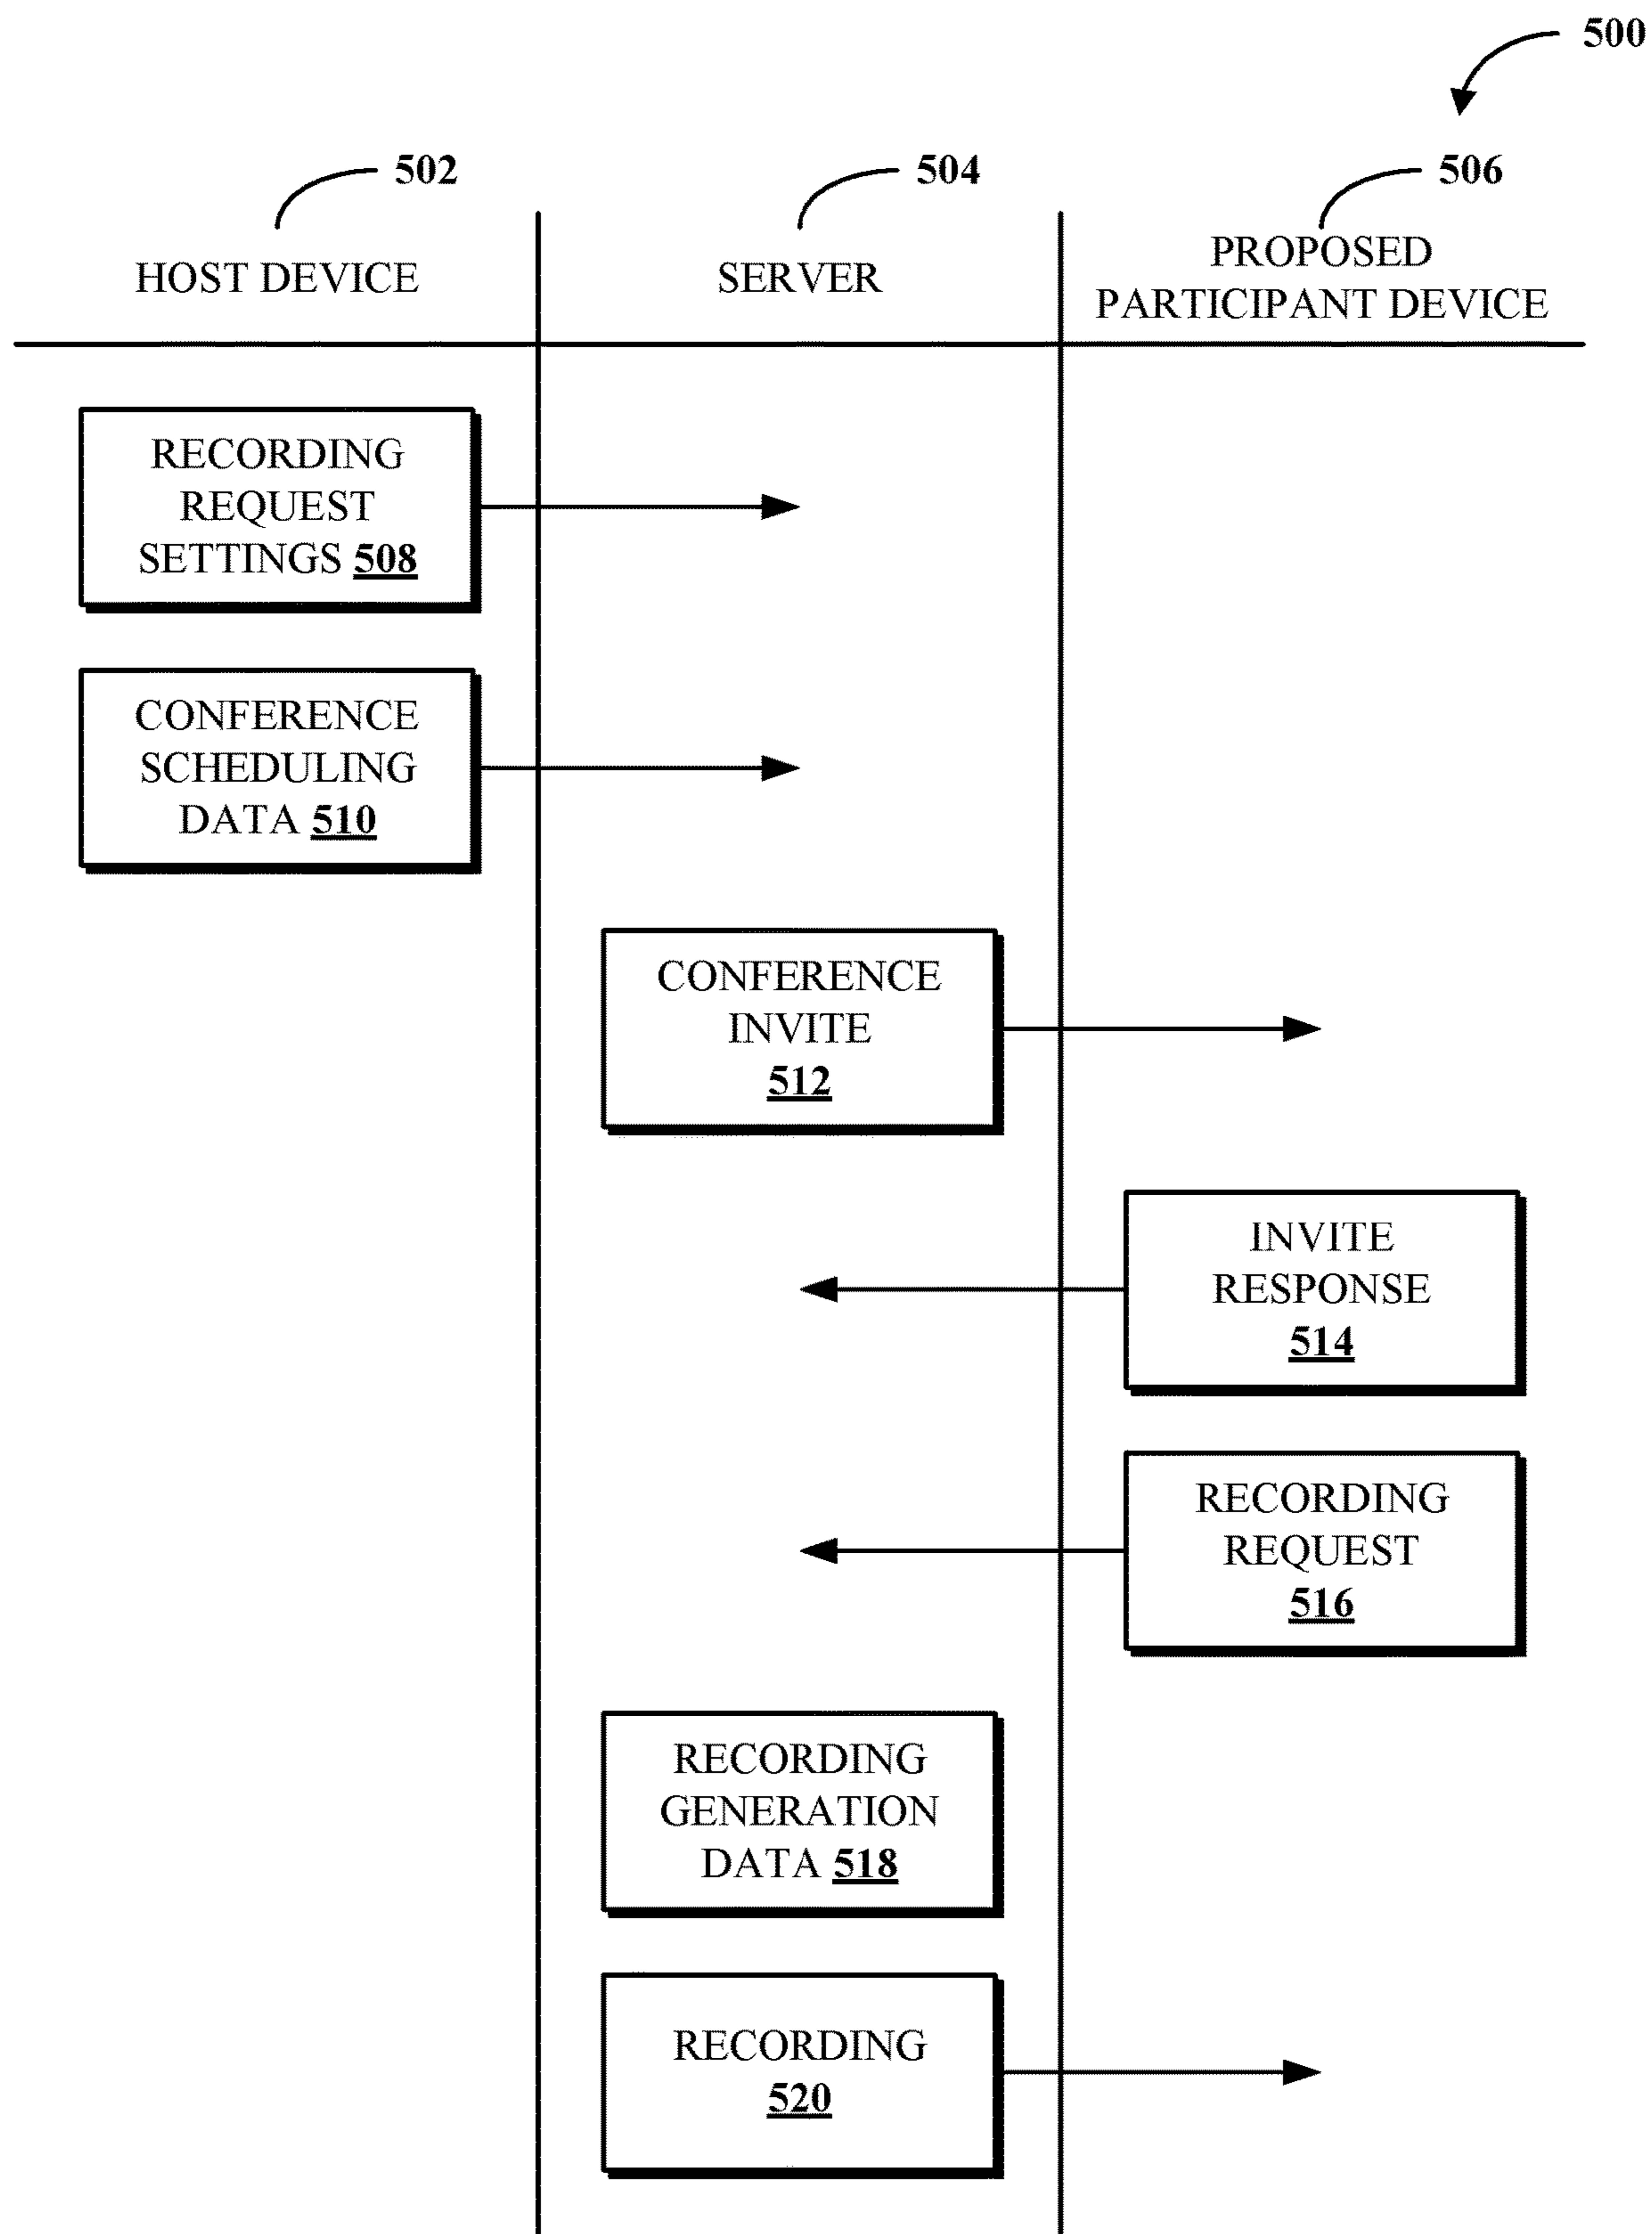 500
502
504
506
HOST DEVICE
SERVER
PROPOSED
PARTICIPANT DEVICE
RECORDING
REQUEST
SETTINGS 508
CONFERENCE
SCHEDULING
DATA 510
CONFERENCE
INVITE
512
INVITE
RESPONSE
514
RECORDING
REQUEST
516
RECORDING
GENERATION
DATA 518
RECORDING
520